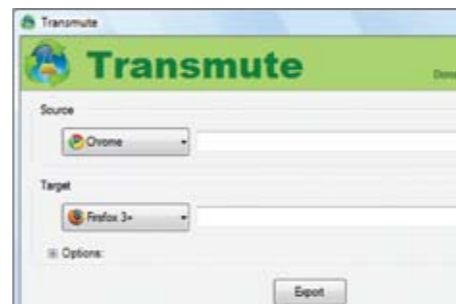 Transmute
Transmute
Source
Chrome
Target
Firefox 3+
Options:
Export